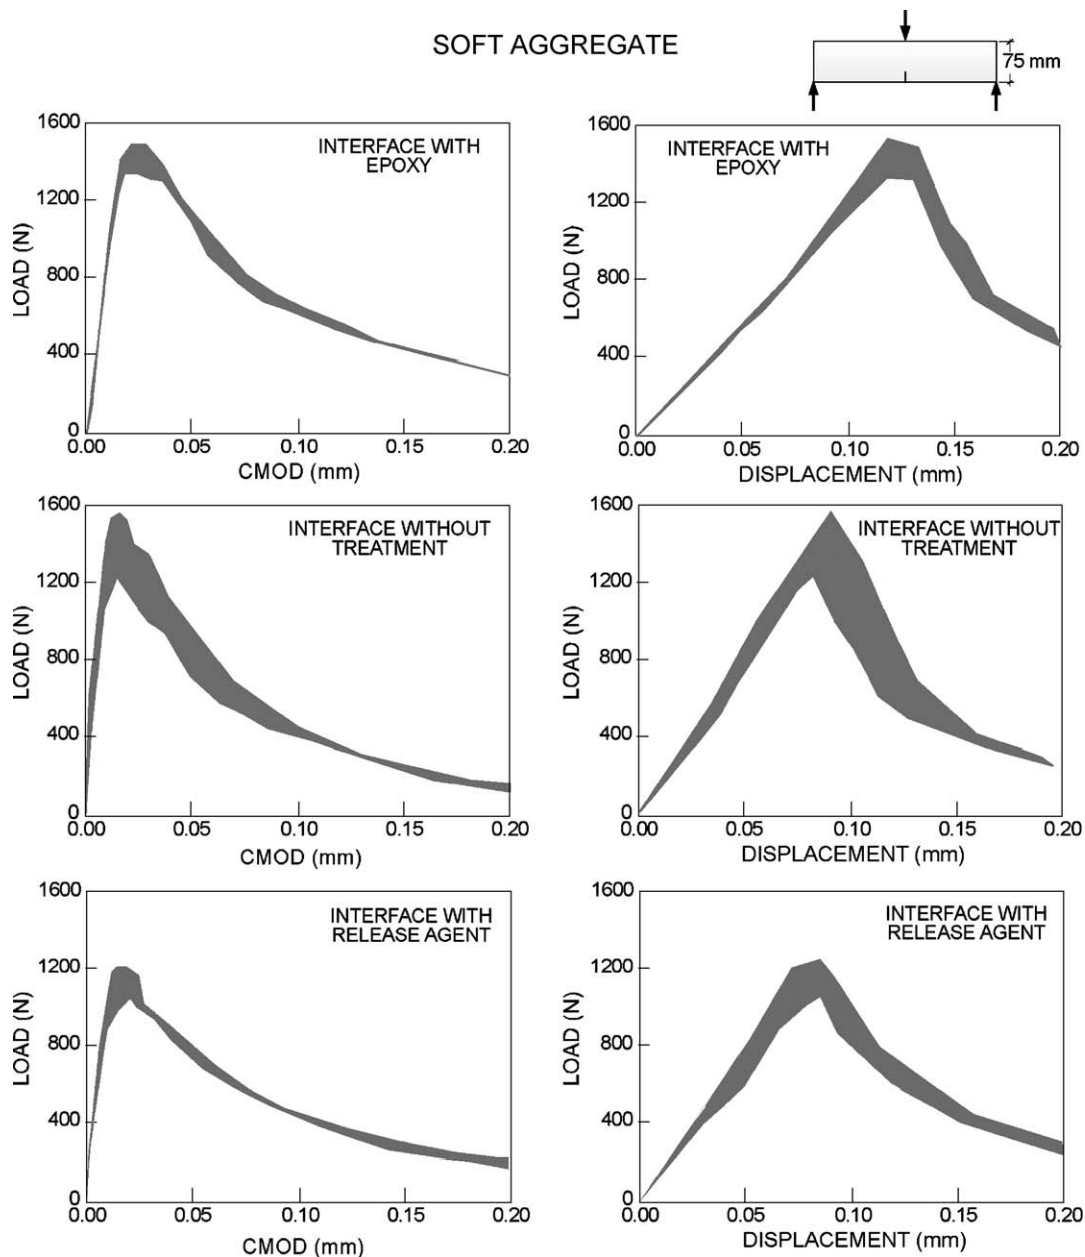 SOFT AGGREGATE
75 mm
INTERFACE WITH
EPOXY
LOAD (N)
1600
1200
800
400
0
0.00 0.05 0.10 0.15 0.20
CMOD (mm)
INTERFACE WITH
EPOXY
LOAD (N)
1600
1200
800
400
0
0.00 0.05 0.10 0.15 0.20
DISPLACEMENT (mm)
INTERFACE WITHOUT
TREATMENT
LOAD (N)
1600
1200
800
400
0
0.00 0.05 0.10 0.15 0.20
CMOD (mm)
INTERFACE WITHOUT
TREATMENT
LOAD (N)
1600
1200
800
400
0
0.00 0.05 0.10 0.15 0.20
DISPLACEMENT (mm)
INTERFACE WITH
RELEASE AGENT
LOAD (N)
1600
1200
800
400
0
0.00 0.05 0.10 0.15 0.20
CMOD (mm)
INTERFACE WITH
RELEASE AGENT
LOAD (N)
1600
1200
800
400
0
0.00 0.05 0.10 0.15 0.20
DISPLACEMENT (mm)